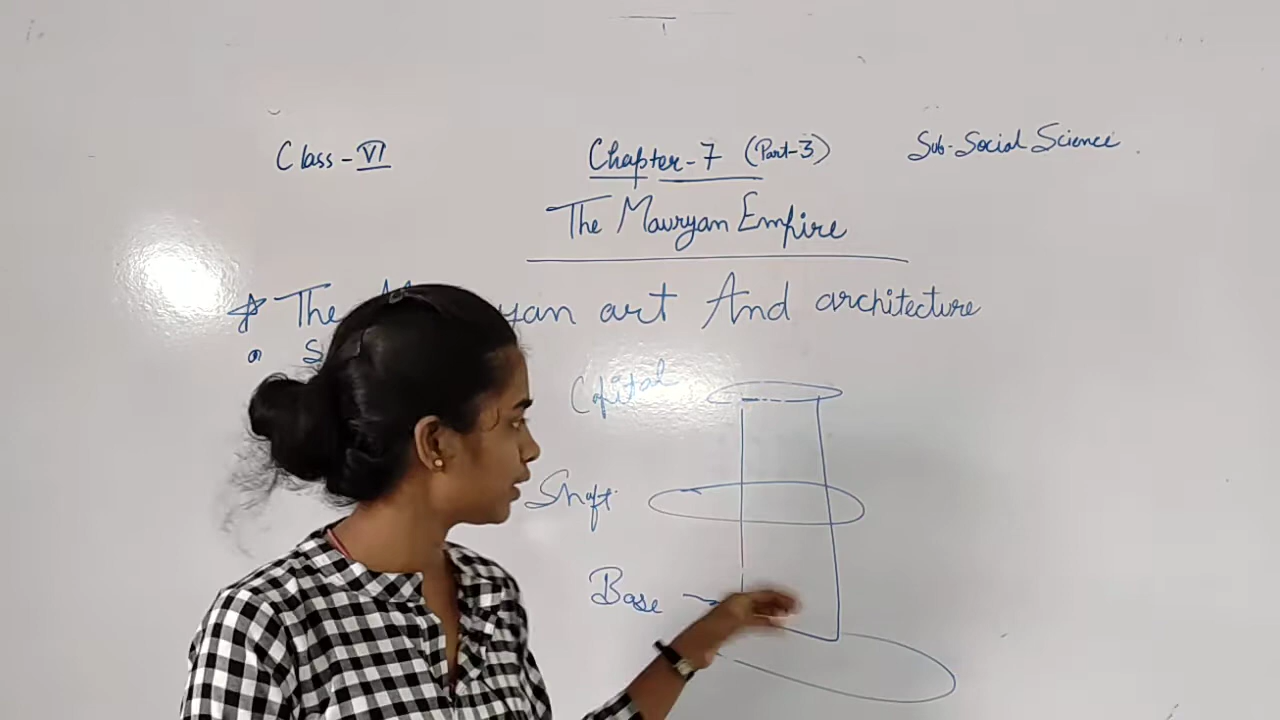 Class - VI
Chapter - 7 (Part-3)
Sub - Social Science
The Mauryan Empire
The art And architecture
Capital
Shaft
Base